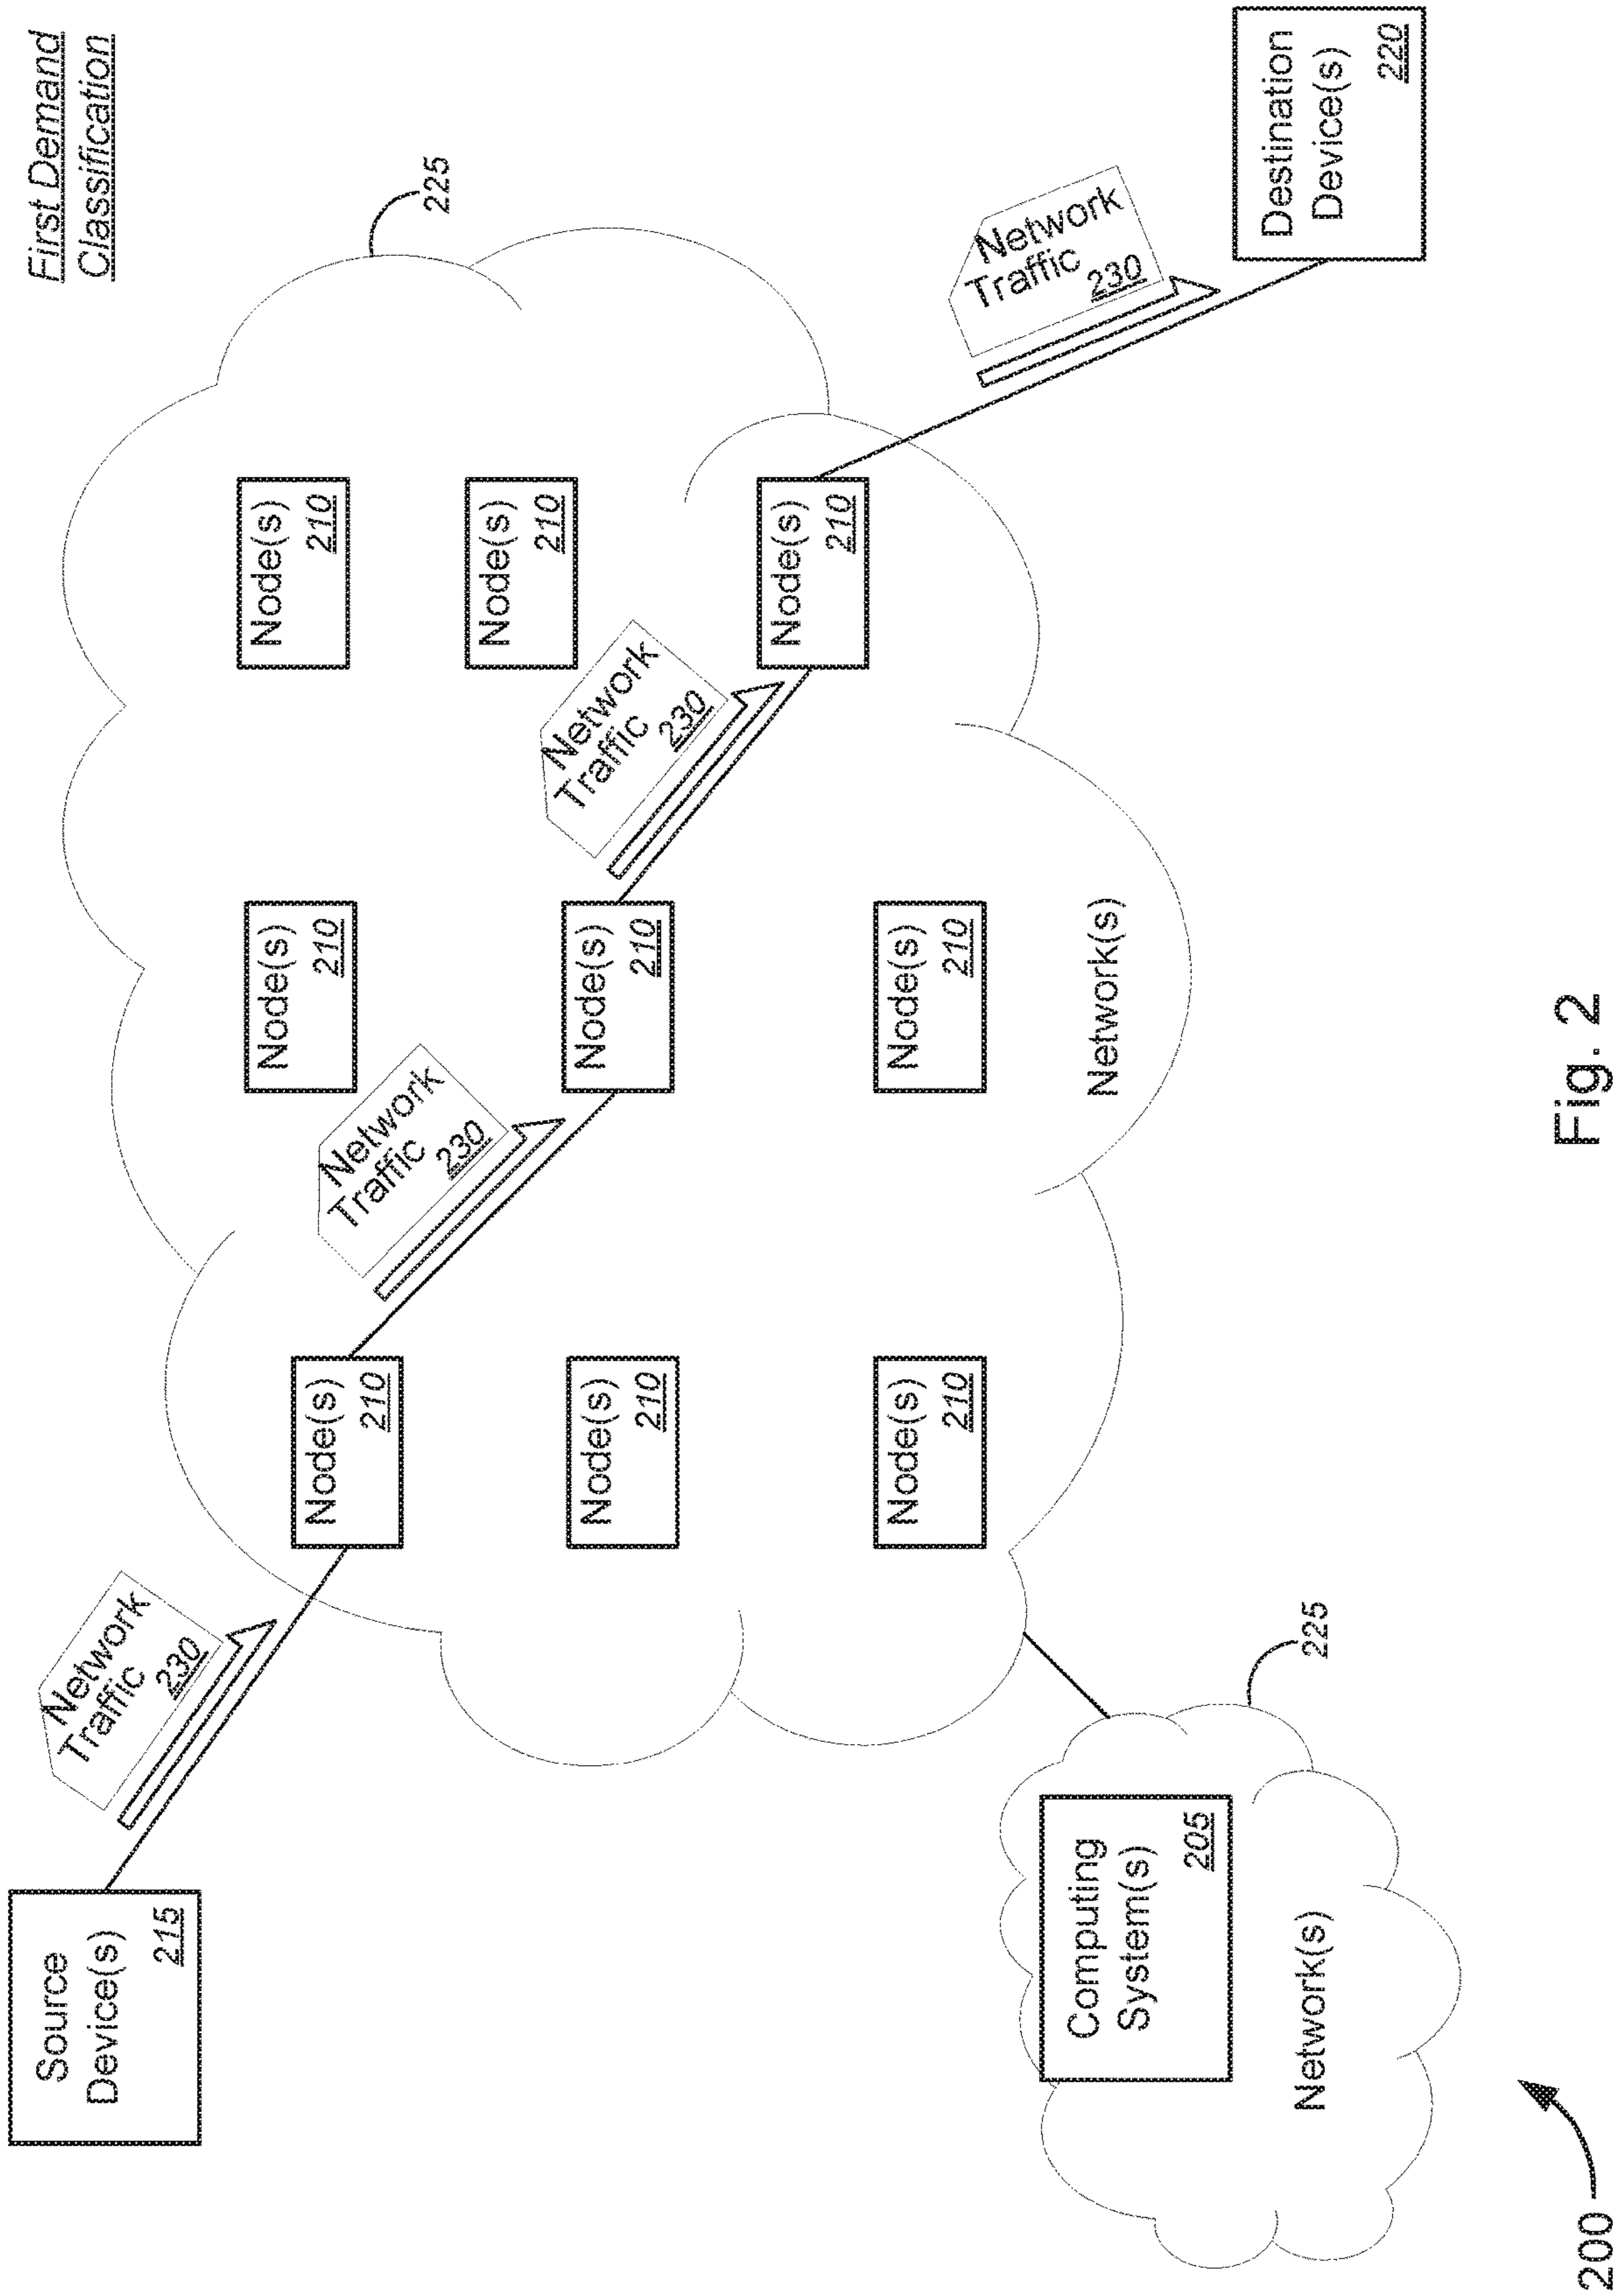 First Demand
Classification
Source
Device(s)
215
Network
Traffic
230
225
Node(s)
210
Node(s)
210
Node(s)
210
Network
Traffic
230
Node(s)
210
Node(s)
210
Node(s)
210
Network
Traffic
230
Node(s)
210
Node(s)
210
Node(s)
210
Network(s)
Network
Traffic
230
Destination
Device(s)
220
Computing
System(s)
205
Network(s)
225
200
Fig. 2